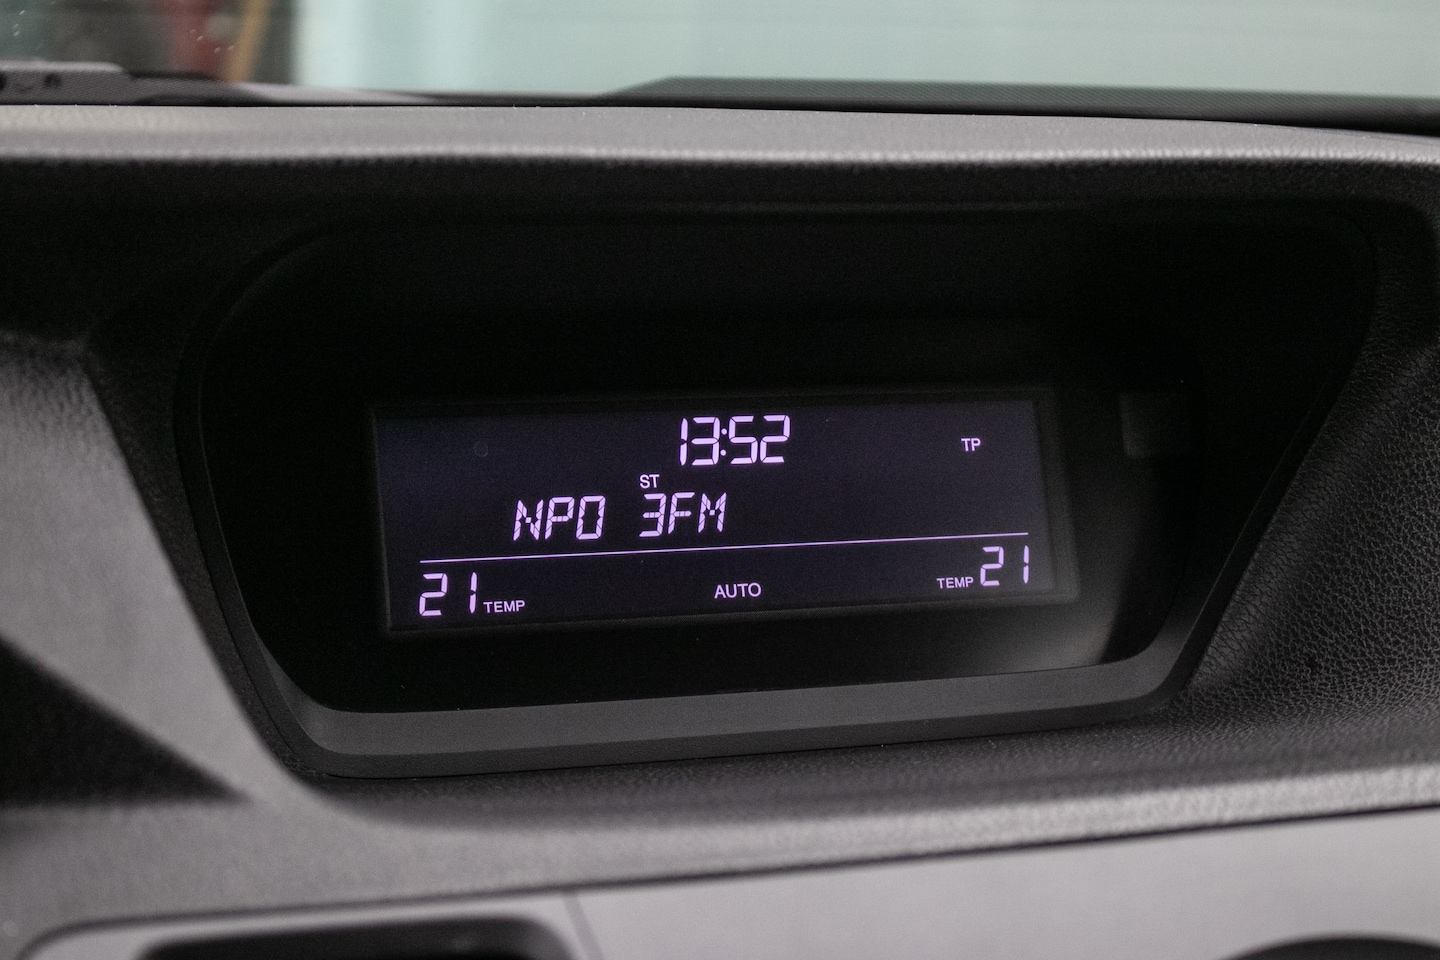 13:52 TP
ST
NPO 3FM
21 TEMP AUTO TEMP 21